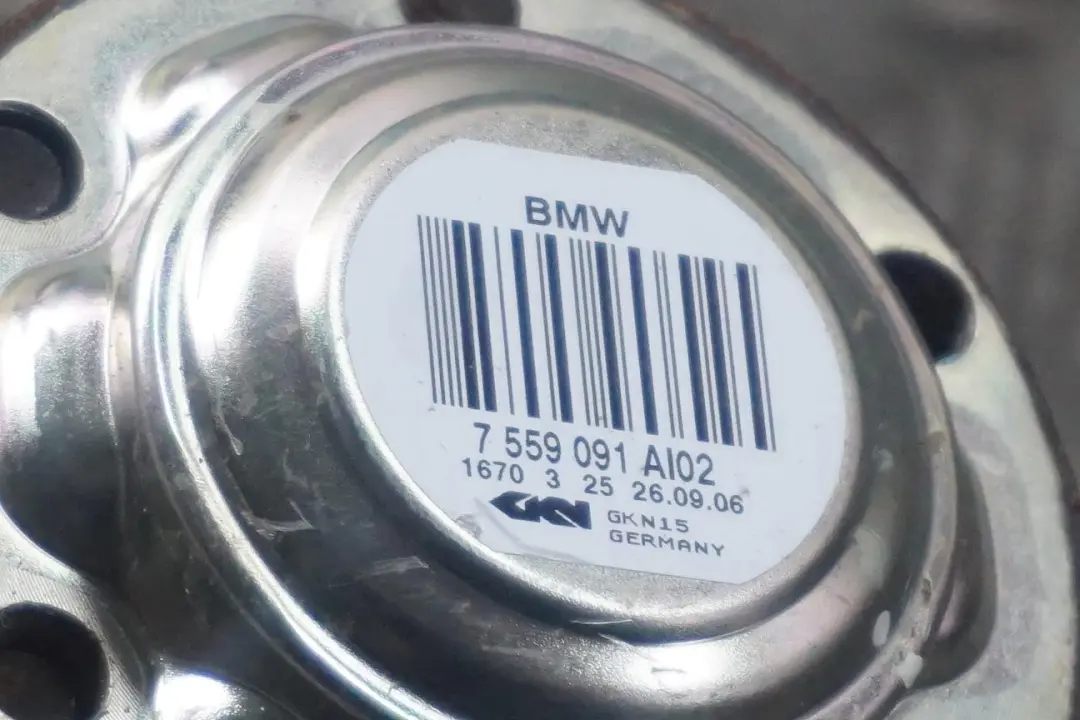 BMW
7 559 091 AI02
1670 3 25 26.09.06
GKN GKN15
GERMANY